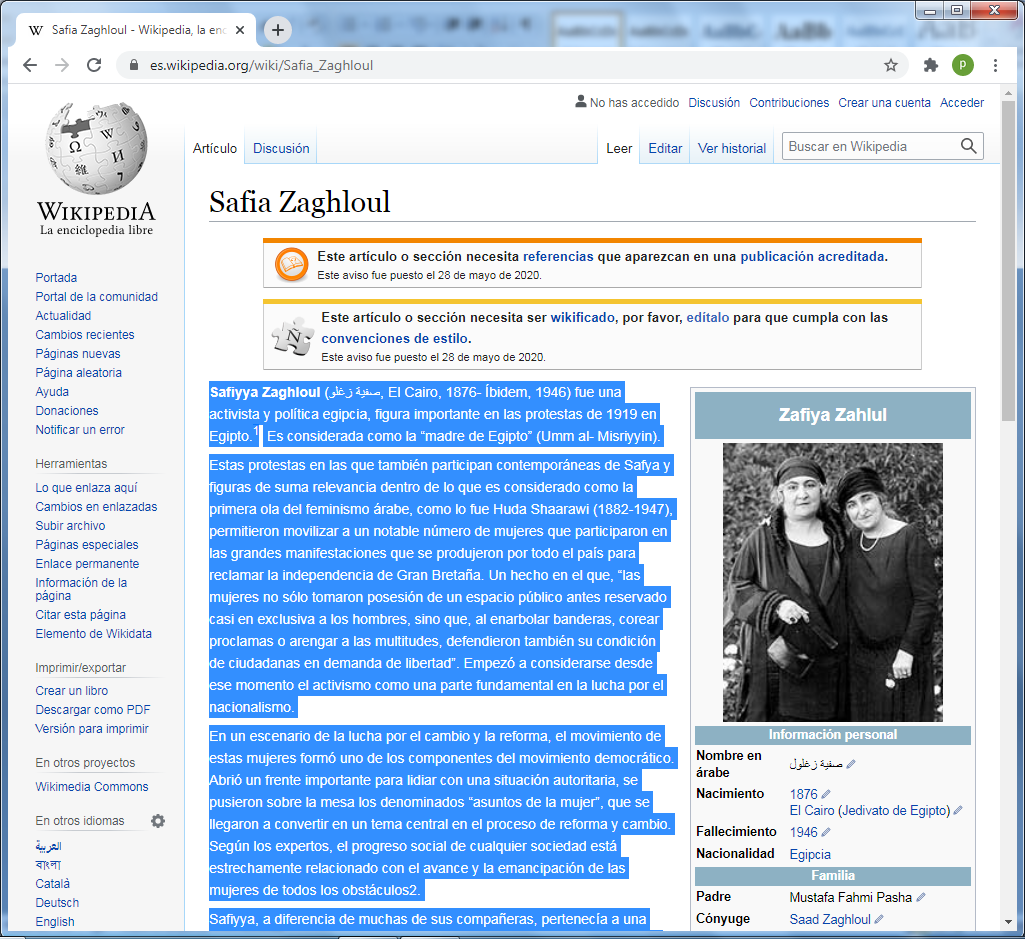 Safia Zaghloul - Wikipedia, la enc
es.wikipedia.org/wiki/Safia_Zaghloul
P
No has accedido Discusión Contribuciones Crear una cuenta Acceder
Artículo Discusión Leer Editar Ver historial Buscar en Wikipedia
WIKIPEDIA
La enciclopedia libre
Portada
Portal de la comunidad
Actualidad
Cambios recientes
Páginas nuevas
Página aleatoria
Ayuda
Donaciones
Notificar un error
Herramientas
Lo que enlaza aquí
Cambios en enlazadas
Subir archivo
Páginas especiales
Enlace permanente
Información de la
página
Citar esta página
Elemento de Wikidata
Imprimir/exportar
Crear un libro
Descargar como PDF
Versión para imprimir
En otros proyectos
Wikimedia Commons
En otros idiomas
العربية
বাংলা
Català
Deutsch
English
Safia Zaghloul
Este artículo o sección necesita referencias que aparezcan en una publicación acreditada.
Este aviso fue puesto el 28 de mayo de 2020.
Este artículo o sección necesita ser wikificado, por favor, edítalo para que cumpla con las
convenciones de estilo.
Este aviso fue puesto el 28 de mayo de 2020.
Safiyya Zaghloul (صفية زغلو, El Cairo, 1876- Íbidem, 1946) fue una
activista y política egipcia, figura importante en las protestas de 1919 en
Egipto.1 Es considerada como la “madre de Egipto” (Umm al- Misriyyin).
Estas protestas en las que también participan contemporáneas de Safya y
figuras de suma relevancia dentro de lo que es considerado como la
primera ola del feminismo árabe, como lo fue Huda Shaarawi (1882-1947),
permitieron movilizar a un notable número de mujeres que participaron en
las grandes manifestaciones que se produjeron por todo el país para
reclamar la independencia de Gran Bretaña. Un hecho en el que, “las
mujeres no sólo tomaron posesión de un espacio público antes reservado
casi en exclusiva a los hombres, sino que, al enarbolar banderas, corear
proclamas o arengar a las multitudes, defendieron también su condición
de ciudadanas en demanda de libertad”. Empezó a considerarse desde
ese momento el activismo como una parte fundamental en la lucha por el
nacionalismo.
En un escenario de la lucha por el cambio y la reforma, el movimiento de
estas mujeres formó uno de los componentes del movimiento democrático.
Abrió un frente importante para lidiar con una situación autoritaria, se
pusieron sobre la mesa los denominados “asuntos de la mujer”, que se
llegaron a convertir en un tema central en el proceso de reforma y cambio.
Según los expertos, el progreso social de cualquier sociedad está
estrechamente relacionado con el avance y la emancipación de las
mujeres de todos los obstáculos2.
Safiyya, a diferencia de muchas de sus compañeras, pertenecía a una
Zafiya Zahlul
Información personal
Nombre en
árabe صفية زغلول
Nacimiento 1876
El Cairo (Jedivato de Egipto)
Fallecimiento 1946
Nacionalidad Egipcia
Familia
Padre Mustafa Fahmi Pasha
Cónyuge Saad Zaghloul